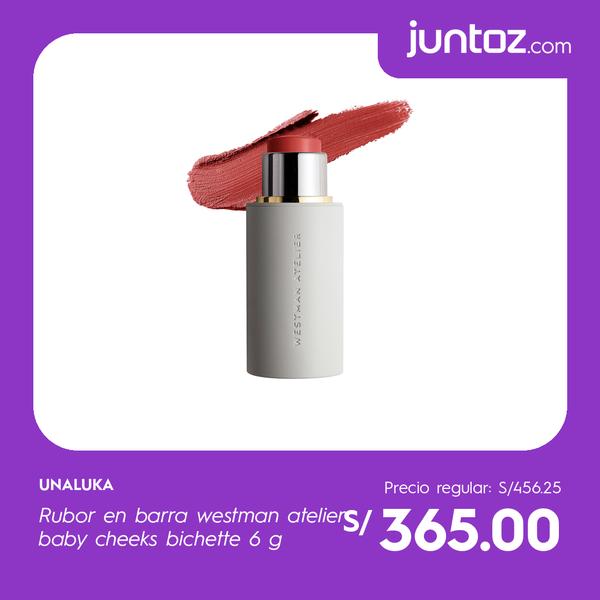 juntoz.com
WESTMAN ATELIER
UNALUKA
Rubor en barra westman atelier
baby cheeks bichette 6 g
Precio regular: S/456.25
S/ 365.00